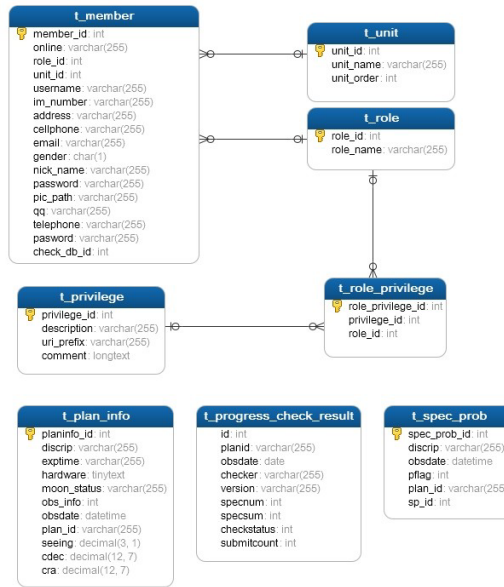 t_member
member_id: int
online: varchar(255)
role_id: int
unit_id: int
username: varchar(255)
im_number: varchar(255)
address: varchar(255)
cellphone: varchar(255)
email: varchar(255)
gender: char(1)
nick_name: varchar(255)
password: varchar(255)
pic_path: varchar(255)
qq: varchar(255)
telephone: varchar(255)
pasword: varchar(255)
check_db_id: int
t_unit
unit_id: int
unit_name: varchar(255)
unit_order: int
t_role
role_id: int
role_name: varchar(255)
t_privilege
privilege_id: int
description: varchar(255)
uri_prefix: varchar(255)
comment: longtext
t_role_privilege
role_privilege_id: int
privilege_id: int
role_id: int
t_plan_info
planinfo_id: int
discrip: varchar(255)
exptime: varchar(255)
hardware: tinytext
moon_status: varchar(255)
obs_info: int
obsdate: datetime
plan_id: varchar(255)
seeing: decimal(3, 1)
cdec: decimal(12, 7)
cra: decimal(12, 7)
t_progress_check_result
id: int
planid: varchar(255)
obsdate: date
checker: varchar(255)
version: varchar(255)
specnum: int
specsum: int
checkstatus: int
submitcount: int
t_spec_prob
spec_prob_id: int
discrip: varchar(255)
obsdate: datetime
pflag: int
plan_id: varchar(255)
sp_id: int